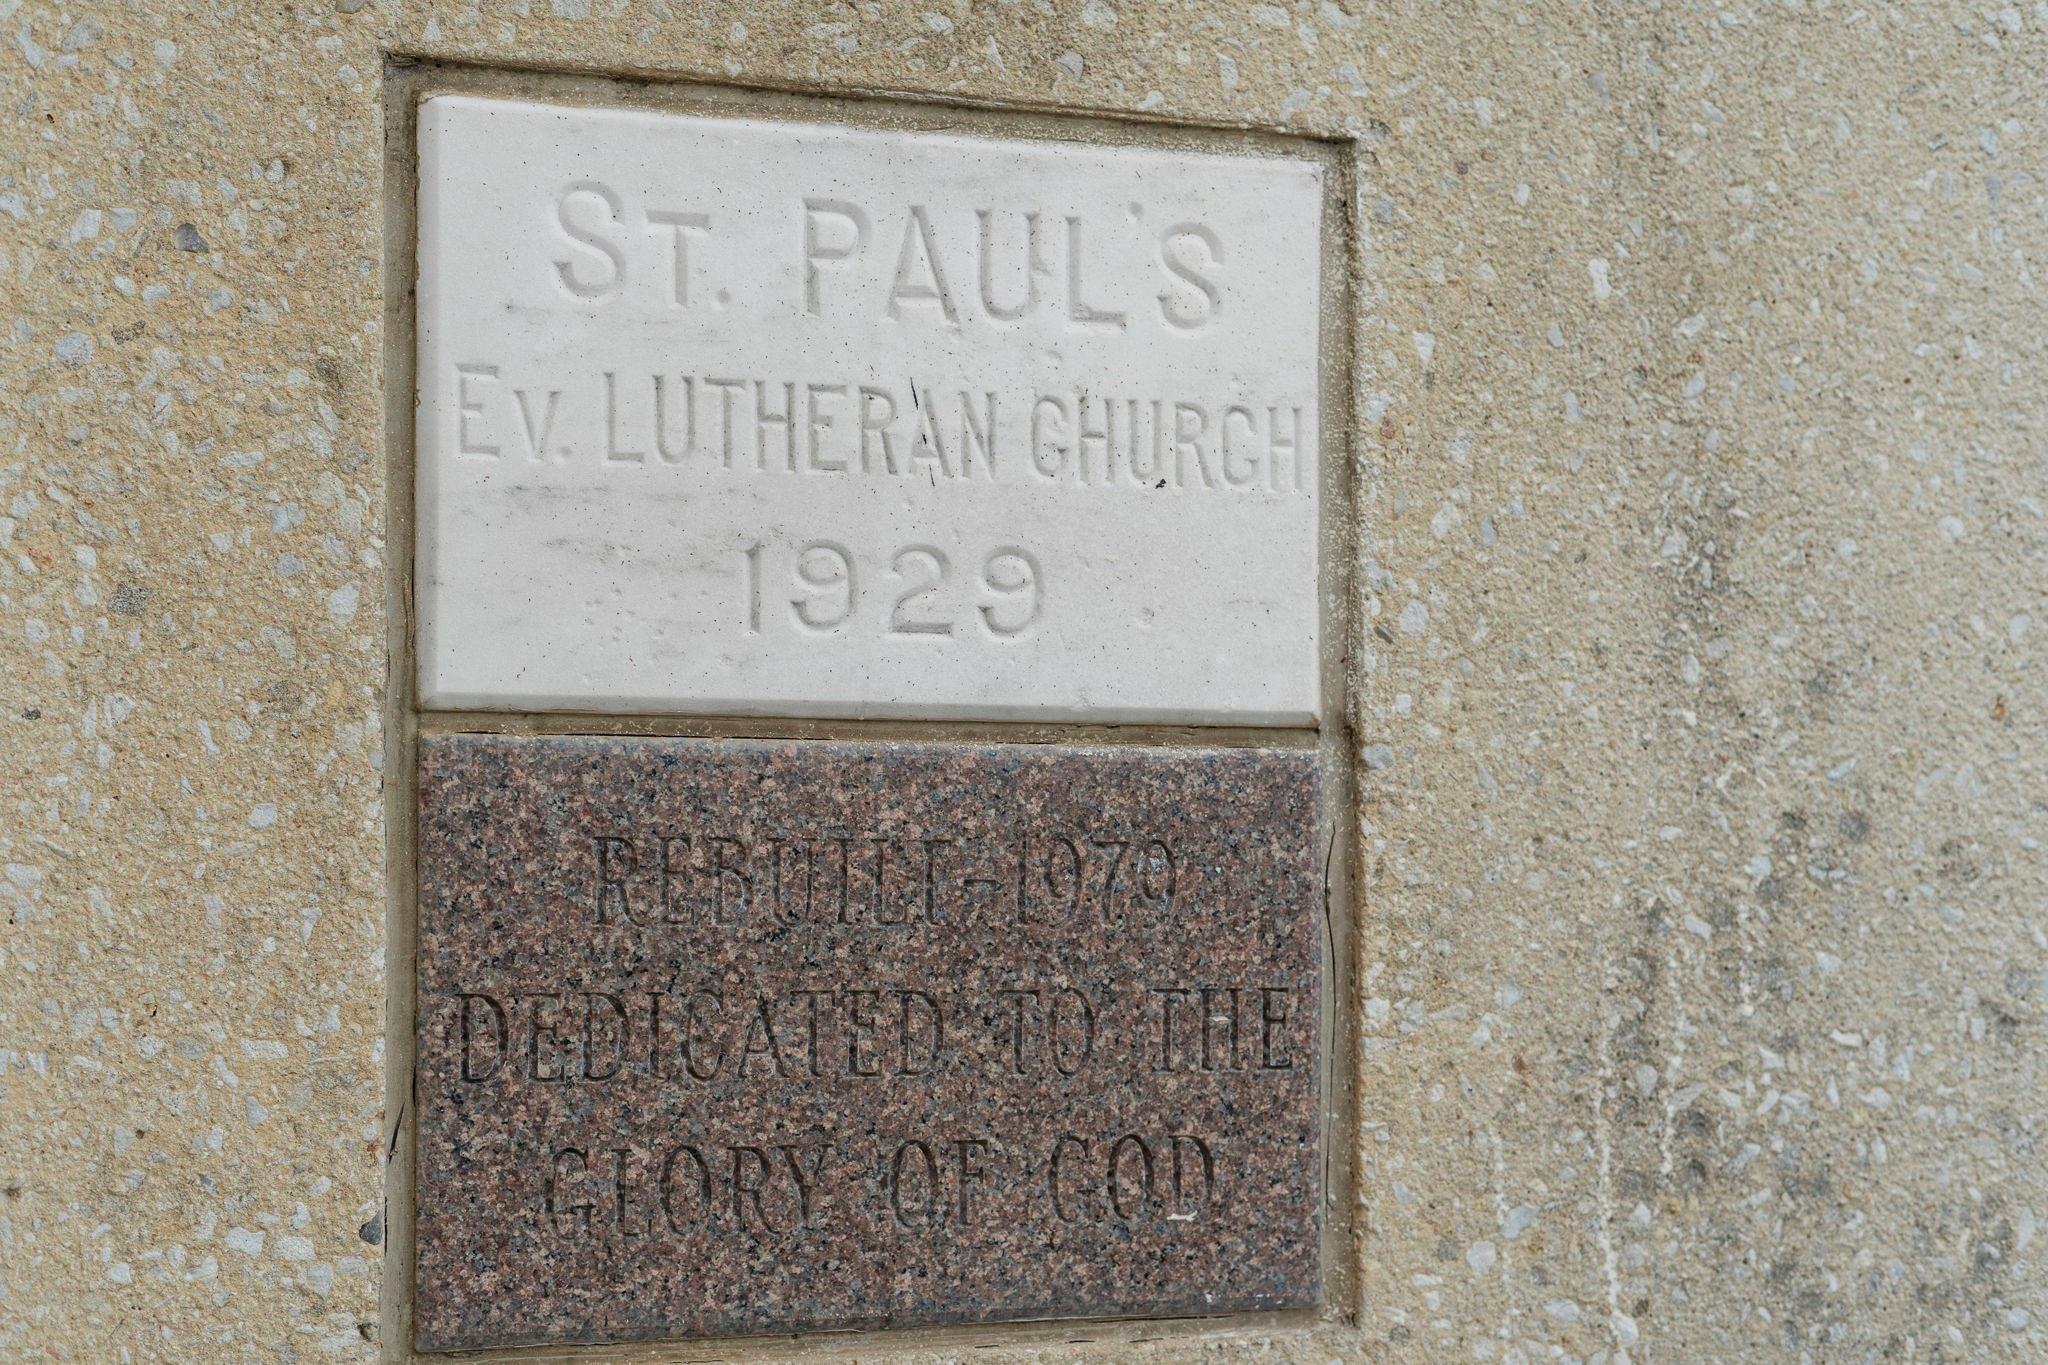 ST. PAUL'S
EV. LUTHERAN CHURCH
1929
REBUILT-1979
DEDICATED TO THE
GLORY OF GOD